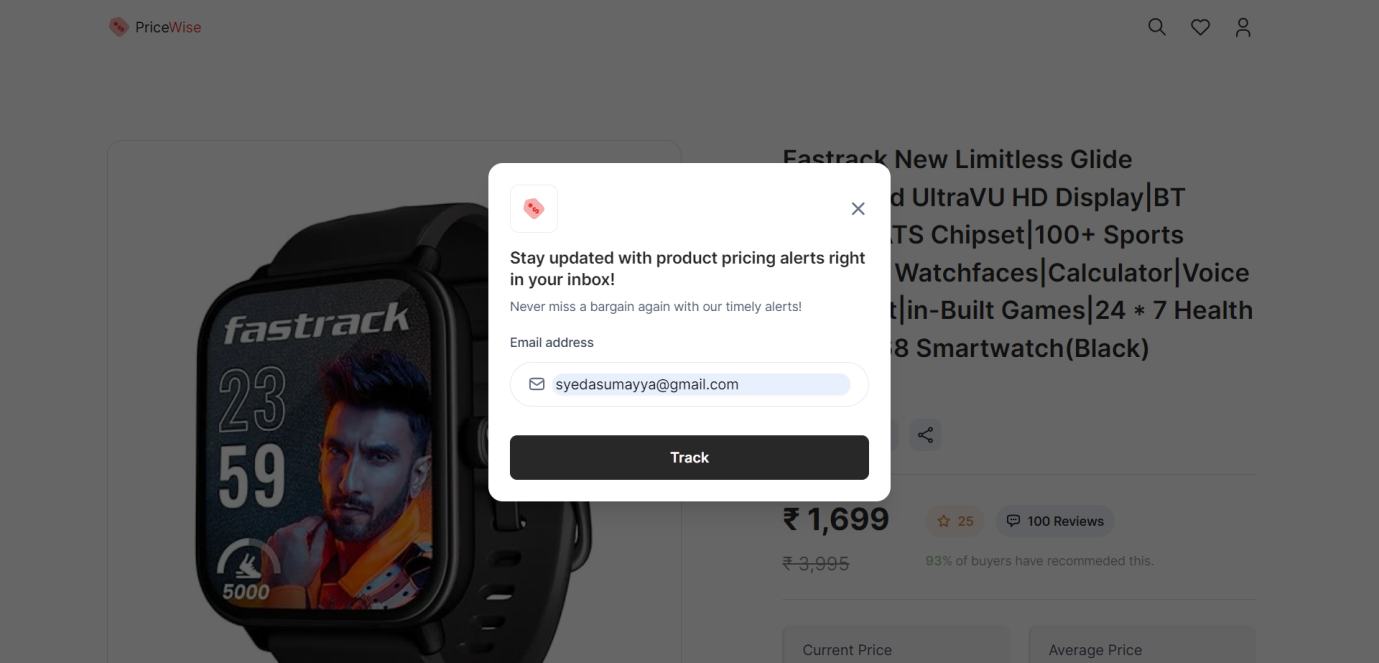 PriceWise
Fastrack New Limitless Glide
UltraVU HD Display|BT
ATS Chipset|100+ Sports
Watchfaces|Calculator|Voice
|in-Built Games|24 * 7 Health
Smartwatch(Black)
Stay updated with product pricing alerts right
in your inbox!
Never miss a bargain again with our timely alerts!
Email address
syedasumayya@gmail.com
Track
fastrack
23
59
5000
₹ 1,699
25
100 Reviews
₹ 3,995
93% of buyers have recommeded this.
Current Price
Average Price